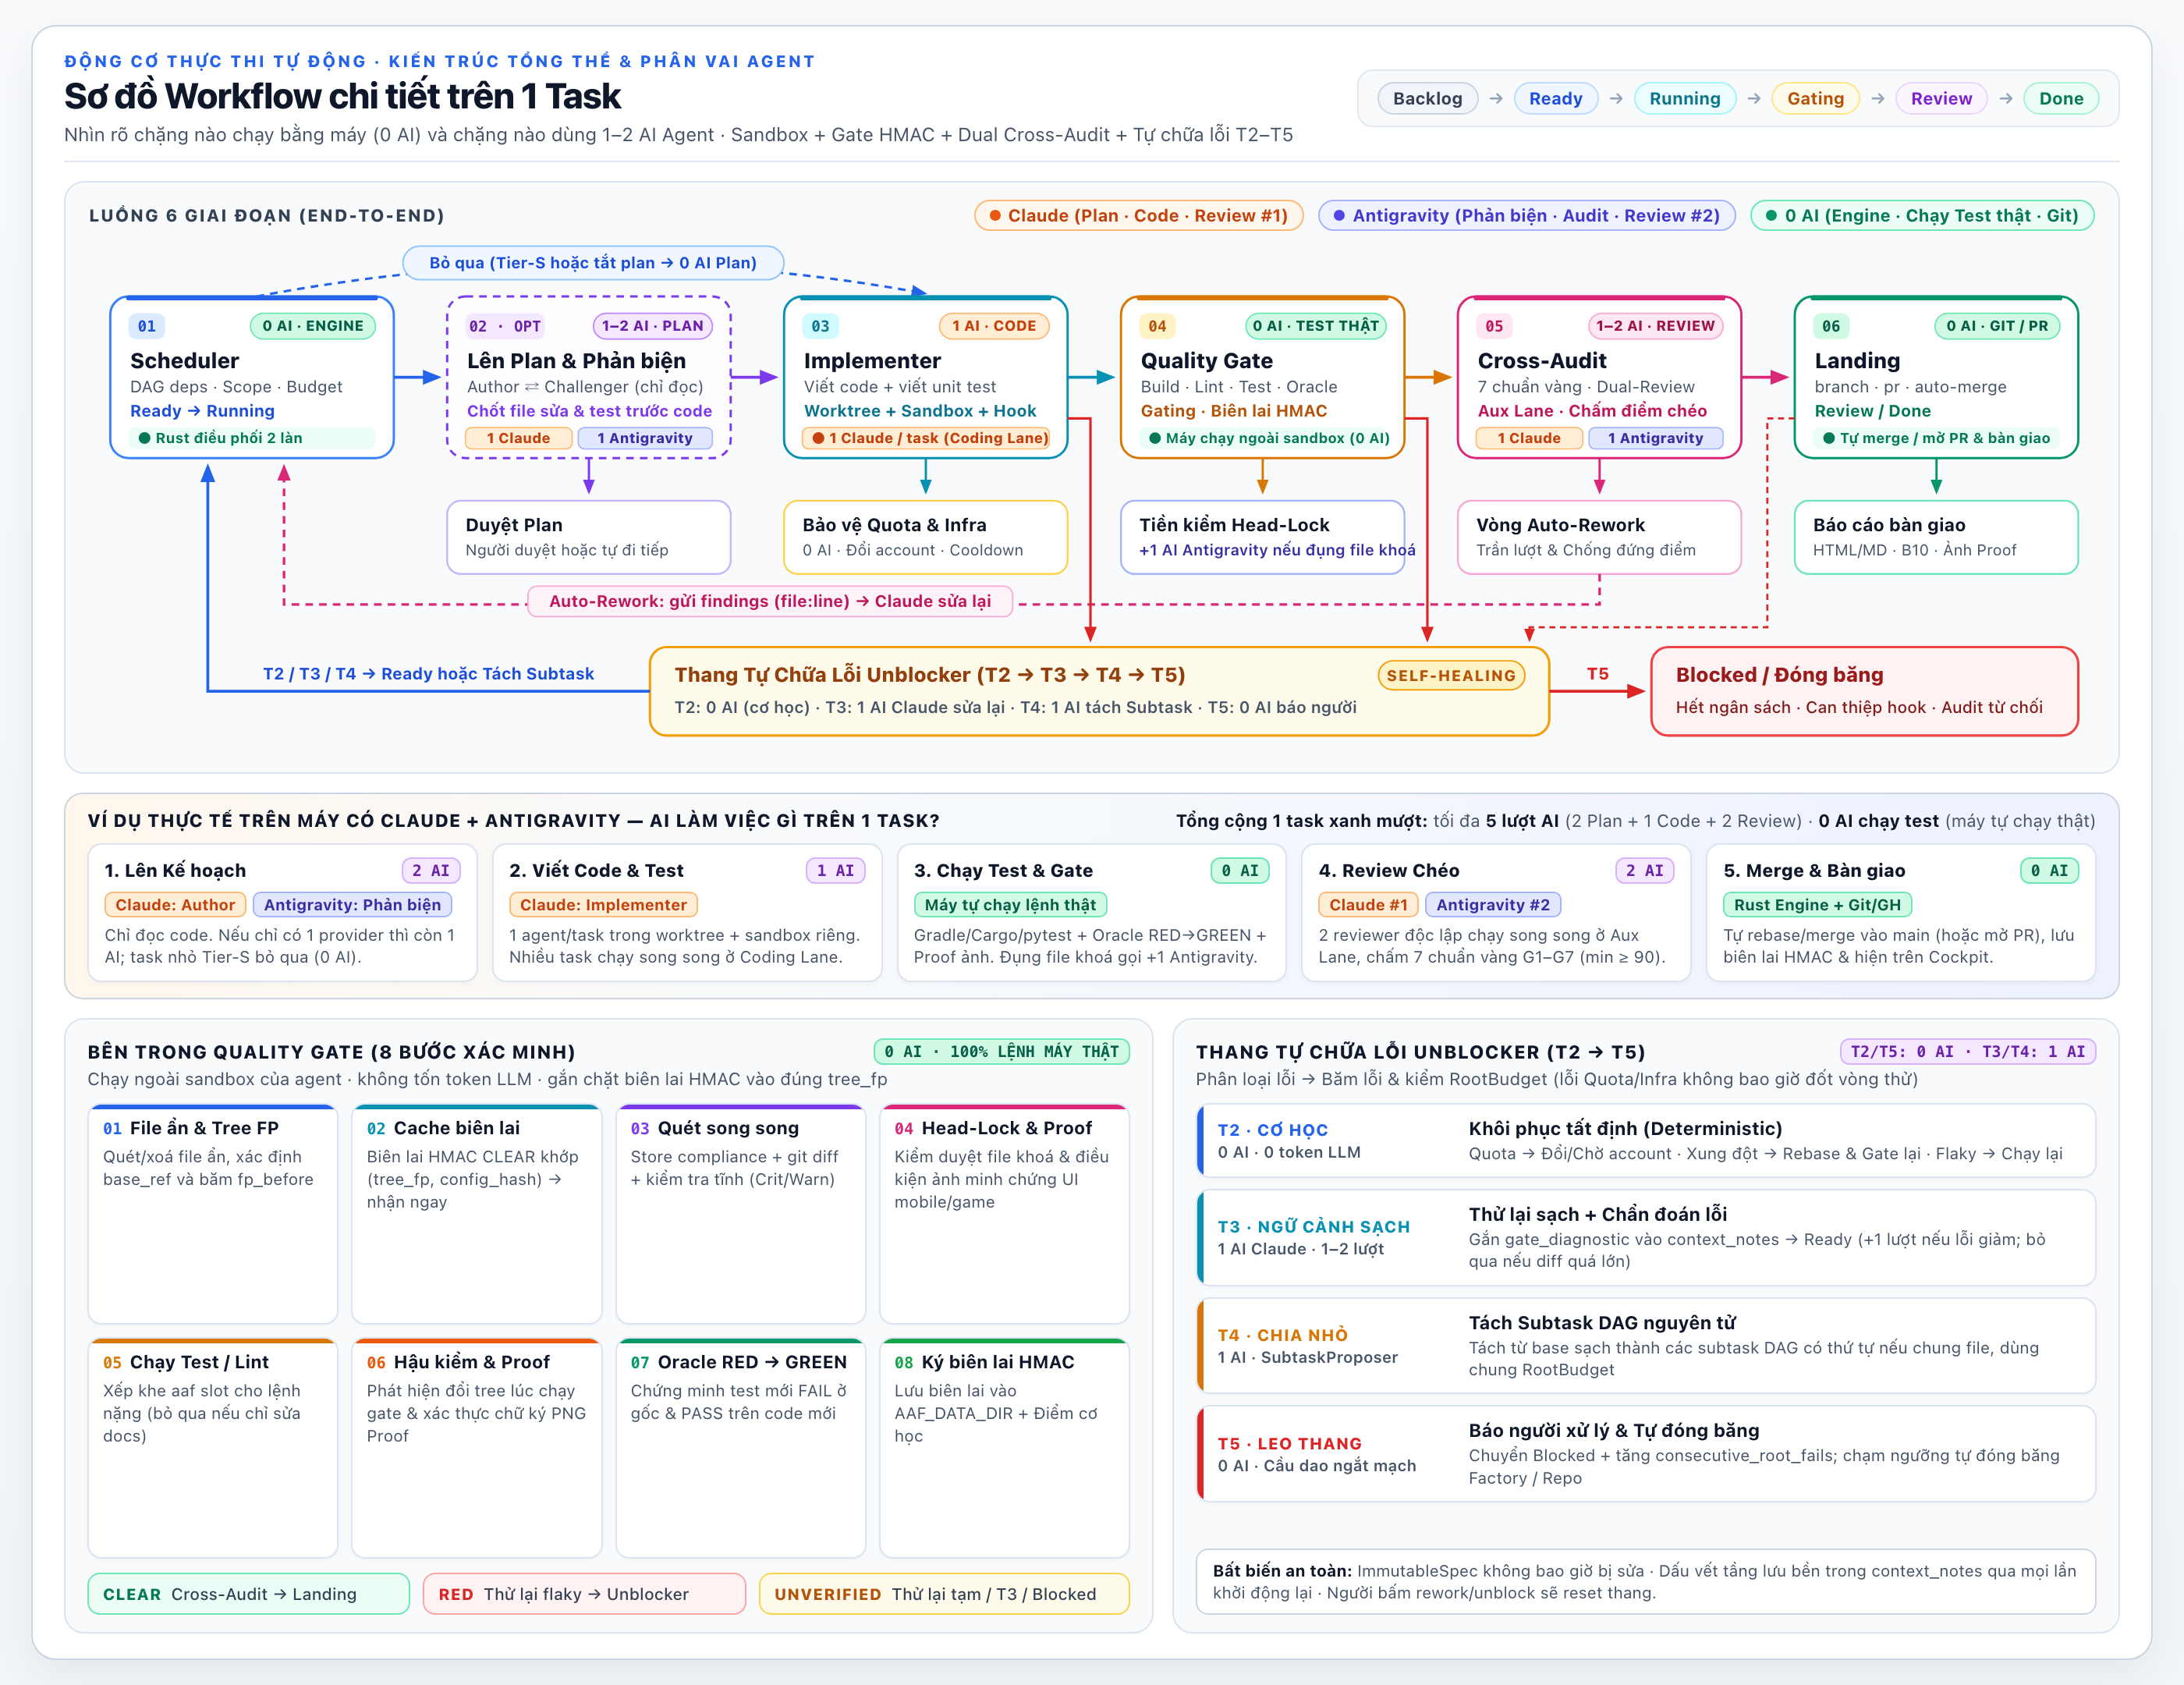 ĐỘNG CƠ THỰC THI TỰ ĐỘNG · KIẾN TRÚC TỔNG THỂ & PHÂN VAI AGENT
Sơ đồ Workflow chi tiết trên 1 Task
Nhìn rõ chặng nào chạy bằng máy (0 AI) và chặng nào dùng 1–2 AI Agent · Sandbox + Gate HMAC + Dual Cross-Audit + Tự chữa lỗi T2–T5
Backlog → Ready → Running → Gating → Review → Done
LUỒNG 6 GIAI ĐOẠN (END-TO-END)
● Claude (Plan · Code · Review #1)
● Antigravity (Phản biện · Audit · Review #2)
● 0 AI (Engine · Chạy Test thật · Git)
Bỏ qua (Tier-S hoặc tắt plan → 0 AI Plan)
01
0 AI · ENGINE
Scheduler
DAG deps · Scope · Budget
Ready → Running
● Rust điều phối 2 làn
02 · OPT
1–2 AI · PLAN
Lên Plan & Phản biện
Author ⇄ Challenger (chỉ đọc)
Chốt file sửa & test trước code
1 Claude
1 Antigravity
03
1 AI · CODE
Implementer
Viết code + viết unit test
Worktree + Sandbox + Hook
● 1 Claude / task (Coding Lane)
04
0 AI · TEST THẬT
Quality Gate
Build · Lint · Test · Oracle
Gating · Biên lai HMAC
● Máy chạy ngoài sandbox (0 AI)
05
1–2 AI · REVIEW
Cross-Audit
7 chuẩn vàng · Dual-Review
Aux Lane · Chấm điểm chéo
1 Claude
1 Antigravity
06
0 AI · GIT / PR
Landing
branch · pr · auto-merge
Review / Done
● Tự merge / mở PR & bàn giao
Duyệt Plan
Người duyệt hoặc tự đi tiếp
Bảo vệ Quota & Infra
0 AI · Đổi account · Cooldown
Tiền kiểm Head-Lock
+1 AI Antigravity nếu đụng file khoá
Vòng Auto-Rework
Trần lượt & Chống đứng điểm
Báo cáo bàn giao
HTML/MD · B10 · Ảnh Proof
Auto-Rework: gửi findings (file:line) → Claude sửa lại
T2 / T3 / T4 → Ready hoặc Tách Subtask
Thang Tự Chữa Lỗi Unblocker (T2 → T3 → T4 → T5)
SELF-HEALING
T2: 0 AI (cơ học) · T3: 1 AI Claude sửa lại · T4: 1 AI tách Subtask · T5: 0 AI báo người
T5
Blocked / Đóng băng
Hết ngân sách · Can thiệp hook · Audit từ chối
VÍ DỤ THỰC TẾ TRÊN MÁY CÓ CLAUDE + ANTIGRAVITY — AI LÀM VIỆC GÌ TRÊN 1 TASK?
Tổng cộng 1 task xanh mượt: tối đa 5 lượt AI (2 Plan + 1 Code + 2 Review) · 0 AI chạy test (máy tự chạy thật)
1. Lên Kế hoạch
2 AI
Claude: Author
Antigravity: Phản biện
Chỉ đọc code. Nếu chỉ có 1 provider thì còn 1
AI; task nhỏ Tier-S bỏ qua (0 AI).
2. Viết Code & Test
1 AI
Claude: Implementer
1 agent/task trong worktree + sandbox riêng.
Nhiều task chạy song song ở Coding Lane.
3. Chạy Test & Gate
0 AI
Máy tự chạy lệnh thật
Gradle/Cargo/pytest + Oracle RED→GREEN +
Proof ảnh. Đụng file khoá gọi +1 Antigravity.
4. Review Chéo
2 AI
Claude #1
Antigravity #2
2 reviewer độc lập chạy song song ở Aux
Lane, chấm 7 chuẩn vàng G1–G7 (min ≥ 90).
5. Merge & Bàn giao
0 AI
Rust Engine + Git/GH
Tự rebase/merge vào main (hoặc mở PR), lưu
biên lai HMAC & hiện trên Cockpit.
BÊN TRONG QUALITY GATE (8 BƯỚC XÁC MINH)
0 AI · 100% LỆNH MÁY THẬT
Chạy ngoài sandbox của agent · không tốn token LLM · gắn chặt biên lai HMAC vào đúng tree_fp
01 File ẩn & Tree FP
Quét/xoá file ẩn, xác định
base_ref và băm fp_before
02 Cache biên lai
Biên lai HMAC CLEAR khớp
(tree_fp, config_hash) →
nhận ngay
03 Quét song song
Store compliance + git diff
+ kiểm tra tĩnh (Crit/Warn)
04 Head-Lock & Proof
Kiểm duyệt file khoá & điều
kiện ảnh minh chứng UI
mobile/game
05 Chạy Test / Lint
Xếp khe aaf slot cho lệnh
nặng (bỏ qua nếu chỉ sửa
docs)
06 Hậu kiểm & Proof
Phát hiện đổi tree lúc chạy
gate & xác thực chữ ký PNG
Proof
07 Oracle RED → GREEN
Chứng minh test mới FAIL ở
gốc & PASS trên code mới
08 Ký biên lai HMAC
Lưu biên lai vào
AAF_DATA_DIR + Điểm cơ
học
CLEAR Cross-Audit → Landing
RED Thử lại flaky → Unblocker
UNVERIFIED Thử lại tạm / T3 / Blocked
THANG TỰ CHỮA LỖI UNBLOCKER (T2 → T5)
T2/T5: 0 AI · T3/T4: 1 AI
Phân loại lỗi → Băm lỗi & kiểm RootBudget (lỗi Quota/Infra không bao giờ đốt vòng thử)
T2 · CƠ HỌC
0 AI · 0 token LLM
Khôi phục tất định (Deterministic)
Quota → Đổi/Chờ account · Xung đột → Rebase & Gate lại · Flaky → Chạy lại
T3 · NGỮ CẢNH SẠCH
1 AI Claude · 1–2 lượt
Thử lại sạch + Chẩn đoán lỗi
Gắn gate_diagnostic vào context_notes → Ready (+1 lượt nếu lỗi giảm; bỏ
qua nếu diff quá lớn)
T4 · CHIA NHỎ
1 AI · SubtaskProposer
Tách Subtask DAG nguyên tử
Tách từ base sạch thành các subtask DAG có thứ tự nếu chung file, dùng
chung RootBudget
T5 · LEO THANG
0 AI · Cầu dao ngắt mạch
Báo người xử lý & Tự đóng băng
Chuyển Blocked + tăng consecutive_root_fails; chạm ngưỡng tự đóng băng
Factory / Repo
Bất biến an toàn: ImmutableSpec không bao giờ bị sửa · Dấu vết tầng lưu bền trong context_notes qua mọi lần
khởi động lại · Người bấm rework/unblock sẽ reset thang.